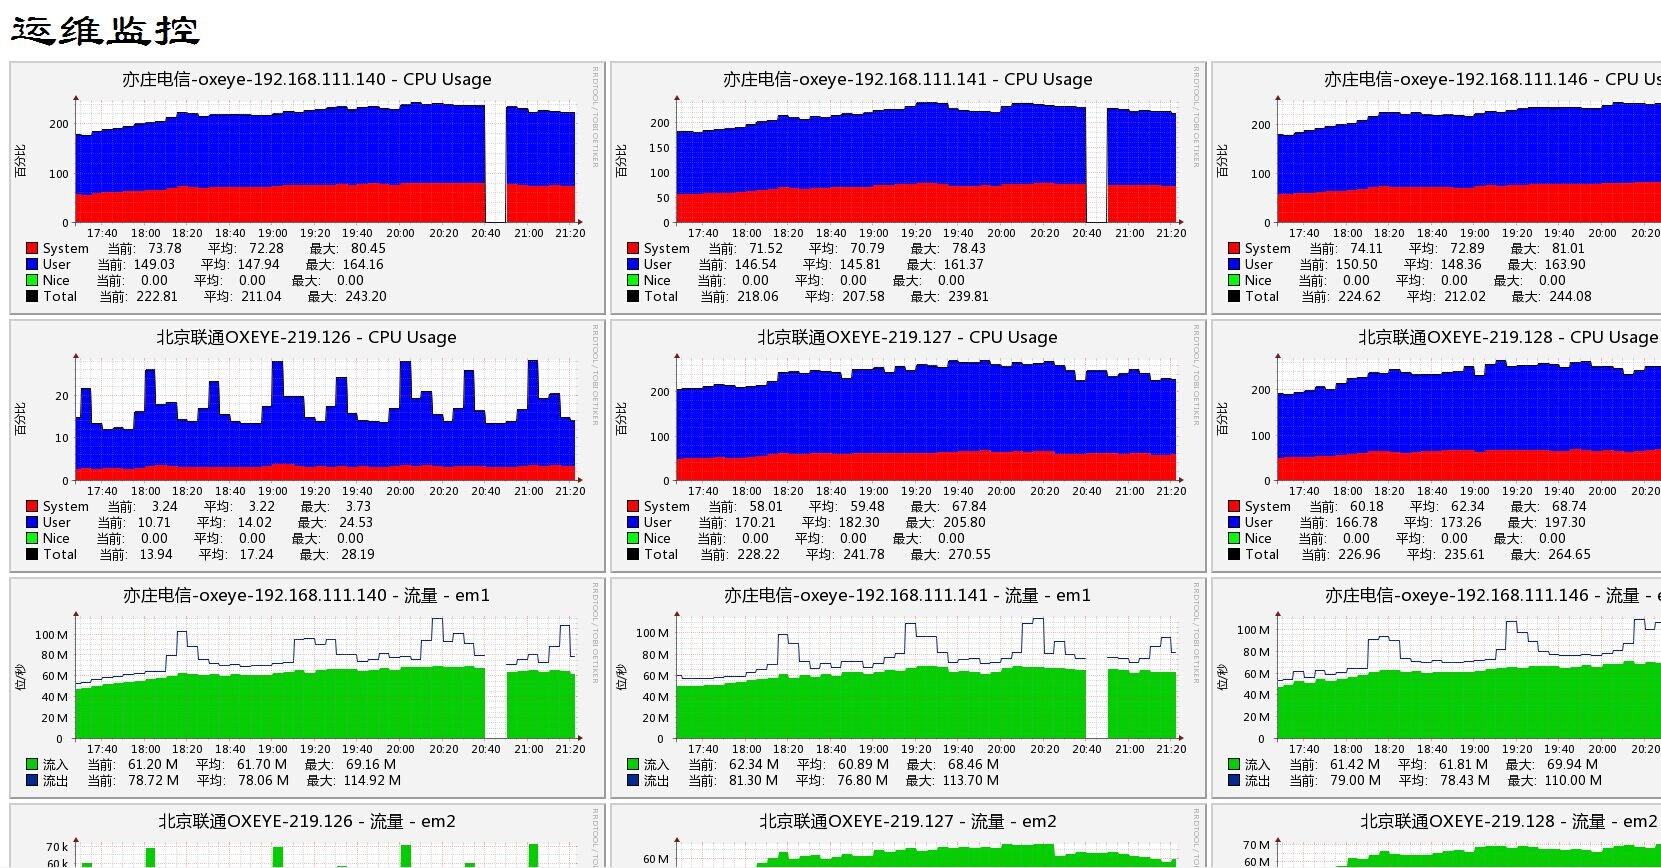 运维监控
亦庄电信-oxeye-192.168.111.140 - CPU Usage
RRDTOOL / TOBI OETIKER
百分比
200
100
0
17:40 18:00 18:20 18:40 19:00 19:20 19:40 20:00 20:20 20:40 21:00 21:20
System 当前: 73.78 平均: 72.28 最大: 80.45
User 当前: 149.03 平均: 147.94 最大: 164.16
Nice 当前: 0.00 平均: 0.00 最大: 0.00
Total 当前: 222.81 平均: 211.04 最大: 243.20
亦庄电信-oxeye-192.168.111.141 - CPU Usage
RRDTOOL / TOBI OETIKER
百分比
200
150
100
50
0
17:40 18:00 18:20 18:40 19:00 19:20 19:40 20:00 20:20 20:40 21:00 21:20
System 当前: 71.52 平均: 70.79 最大: 78.43
User 当前: 146.54 平均: 145.81 最大: 161.37
Nice 当前: 0.00 平均: 0.00 最大: 0.00
Total 当前: 218.06 平均: 207.58 最大: 239.81
亦庄电信-oxeye-192.168.111.146 - CPU Us
百分比
200
100
0
17:40 18:00 18:20 18:40 19:00 19:20 19:40 20:00 20:20
System 当前: 74.11 平均: 72.89 最大: 81.01
User 当前: 150.50 平均: 148.36 最大: 163.90
Nice 当前: 0.00 平均: 0.00 最大: 0.00
Total 当前: 224.62 平均: 212.02 最大: 244.08
北京联通OXEYE-219.126 - CPU Usage
RRDTOOL / TOBI OETIKER
百分比
20
10
0
17:40 18:00 18:20 18:40 19:00 19:20 19:40 20:00 20:20 20:40 21:00 21:20
System 当前: 3.24 平均: 3.22 最大: 3.73
User 当前: 10.71 平均: 14.02 最大: 24.53
Nice 当前: 0.00 平均: 0.00 最大: 0.00
Total 当前: 13.94 平均: 17.24 最大: 28.19
北京联通OXEYE-219.127 - CPU Usage
RRDTOOL / TOBI OETIKER
百分比
200
100
0
17:40 18:00 18:20 18:40 19:00 19:20 19:40 20:00 20:20 20:40 21:00 21:20
System 当前: 58.01 平均: 59.48 最大: 67.84
User 当前: 170.21 平均: 182.30 最大: 205.80
Nice 当前: 0.00 平均: 0.00 最大: 0.00
Total 当前: 228.22 平均: 241.78 最大: 270.55
北京联通OXEYE-219.128 - CPU Usage
百分比
200
100
0
17:40 18:00 18:20 18:40 19:00 19:20 19:40 20:00 20:20
System 当前: 60.18 平均: 62.34 最大: 68.74
User 当前: 166.78 平均: 173.26 最大: 197.30
Nice 当前: 0.00 平均: 0.00 最大: 0.00
Total 当前: 226.96 平均: 235.61 最大: 264.65
亦庄电信-oxeye-192.168.111.140 - 流量 - em1
RRDTOOL / TOBI OETIKER
位/秒
100 M
80 M
60 M
40 M
20 M
0
17:40 18:00 18:20 18:40 19:00 19:20 19:40 20:00 20:20 20:40 21:00 21:20
流入 当前: 61.20 M 平均: 61.70 M 最大: 69.16 M
流出 当前: 78.72 M 平均: 78.06 M 最大: 114.92 M
亦庄电信-oxeye-192.168.111.141 - 流量 - em1
RRDTOOL / TOBI OETIKER
位/秒
100 M
80 M
60 M
40 M
20 M
0
17:40 18:00 18:20 18:40 19:00 19:20 19:40 20:00 20:20 20:40 21:00 21:20
流入 当前: 62.34 M 平均: 60.89 M 最大: 68.46 M
流出 当前: 81.30 M 平均: 76.80 M 最大: 113.70 M
亦庄电信-oxeye-192.168.111.146 - 流量 - e
位/秒
100 M
80 M
60 M
40 M
20 M
0
17:40 18:00 18:20 18:40 19:00 19:20 19:40 20:00 20:20
流入 当前: 61.42 M 平均: 61.81 M 最大: 69.94 M
流出 当前: 79.00 M 平均: 78.43 M 最大: 110.00 M
北京联通OXEYE-219.126 - 流量 - em2
RRDTOOL / TO
70 k
60 k
北京联通OXEYE-219.127 - 流量 - em2
RRDTOOL / TO
60 M
北京联通OXEYE-219.128 - 流量 - em2
70 M
60 M